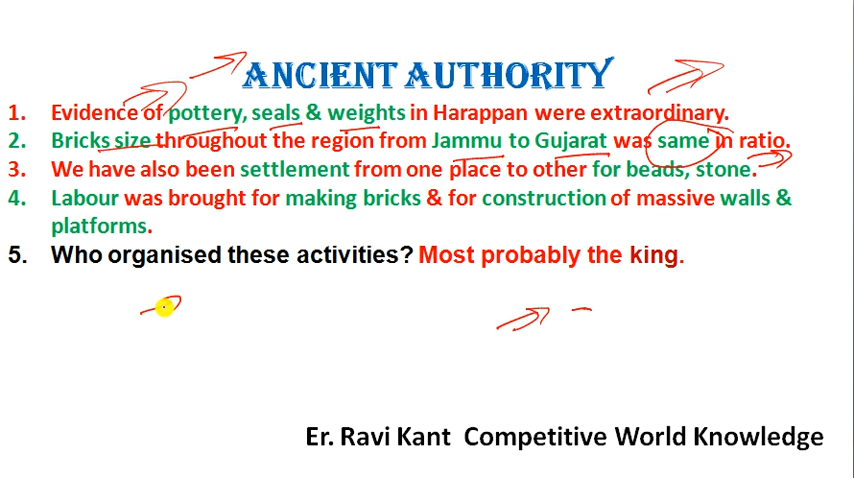 ANCIENT AUTHORITY
1. Evidence of pottery, seals & weights in Harappan were extraordinary.
2. Bricks size throughout the region from Jammu to Gujarat was same in ratio.
3. We have also been settlement from one place to other for beads, stone.
4. Labour was brought for making bricks & for construction of massive walls &
platforms.
5. Who organised these activities? Most probably the king.
Er. Ravi Kant Competitive World Knowledge